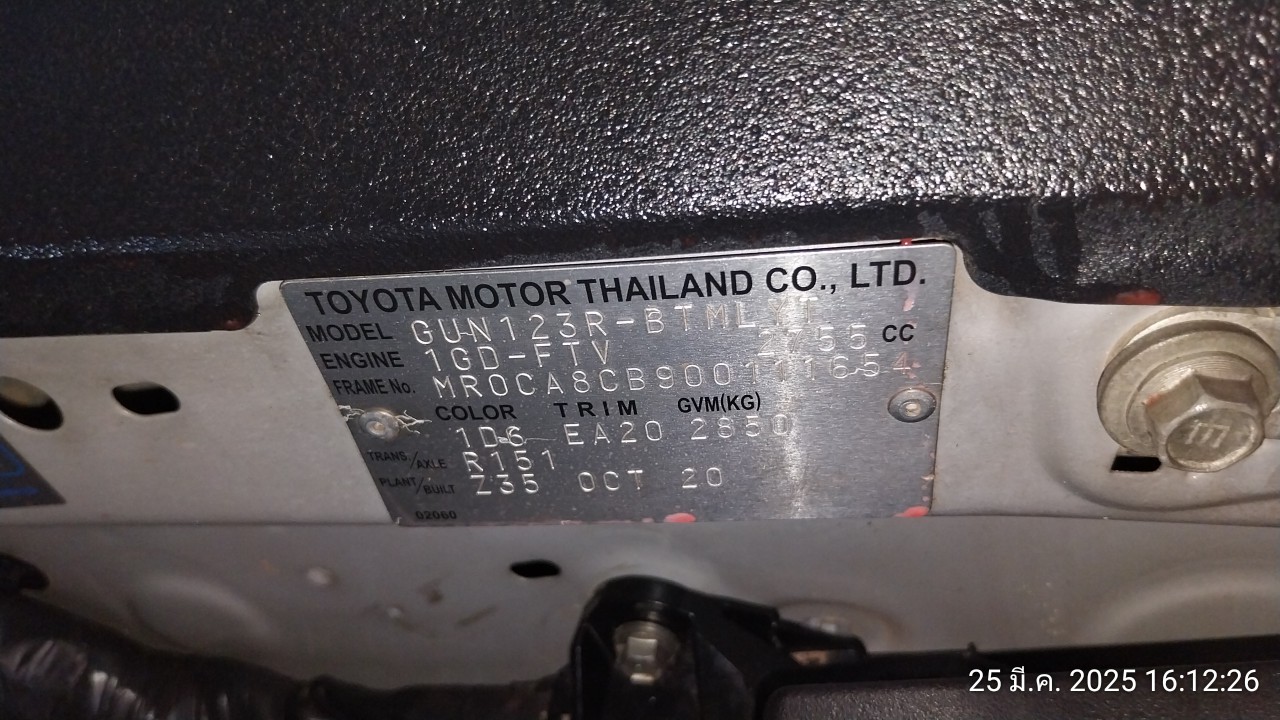 TOYOTA MOTOR THAILAND CO., LTD.
MODEL GUN123R-BTML
ENGINE 1GD-FTV 2755 CC
FRAME No. MR0CA8CB900111654
COLOR TRIM GVM(KG)
1D6 EA20 2850
TRANS./AXLE R151
PLANT/BUILT Z35 OCT 20
02060
25 มี.ค. 2025 16:12:26